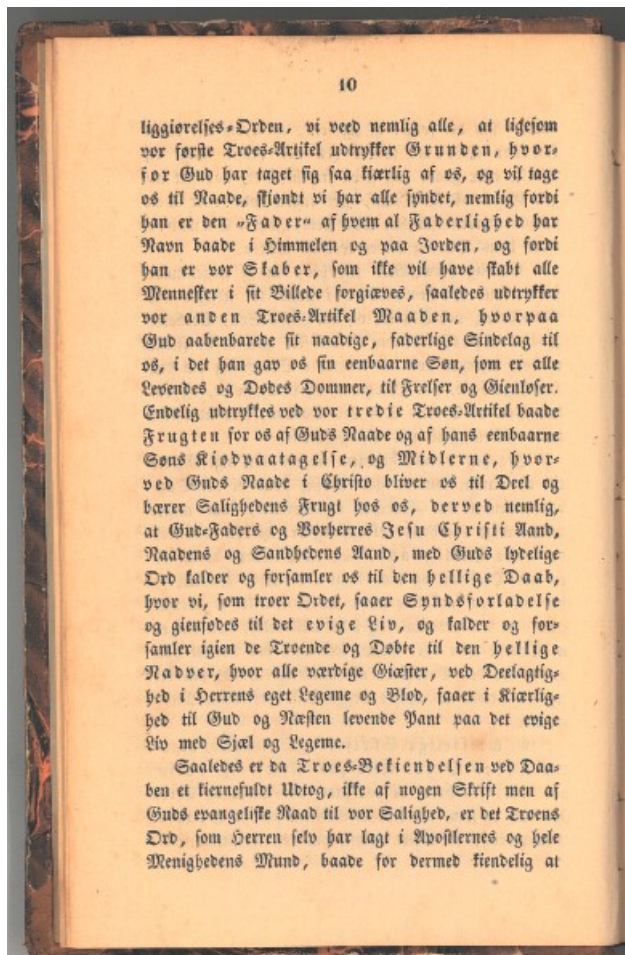 10
liggiørelses-Orden, vi veed nemlig alle, at ligesom
vor første Troes-Artikel udtrykker Grunden, hvor-
for Gud har taget sig saa kiærlig af os, og vil tage
os til Naade, skjøndt vi har alle syndet, nemlig fordi
han er den „Fader“ af hvem al Faderlighed har
Navn baade i Himmelen og paa Jorden, og fordi
han er vor Skaber, som ikke vil have skabt alle
Mennesker i sit Billede forgiæves, saaledes udtrykker
vor anden Troes-Artikel Maaden, hvorpaa
Gud aabenbarede sit naadige, faderlige Sindelag til
os, i det han gav os sin eenbaarne Søn, som er alle
Levendes og Dødes Dommer, til Frelser og Gienløser.
Endelig udtrykkes ved vor tredie Troes-Artikel baade
Frugten for os af Guds Naade og af hans eenbaarne
Søns Kiødpaatagelse, og Midlerne, hvor-
ved Guds Naade i Christo bliver os til Deel og
bærer Salighedens Frugt hos os, derved nemlig,
at Gud-Faders og Vorherres Jesu Christi Aand,
Naadens og Sandhedens Aand, med Guds lydelige
Ord kalder og forsamler os til den hellige Daab,
hvor vi, som troer Ordet, faaer Syndsforladelse
og gienfødes til det evige Liv, og kalder og for-
samler igien de Troende og Døbte til den hellige
Nadver, hvor alle værdige Giæster, ved Deelagtig-
hed i Herrens eget Legeme og Blod, faaer i Kiærlig-
hed til Gud og Næsten levende Pant paa det evige
Liv med Sjæl og Legeme.
Saaledes er da Troes-Bekiendelsen ved Daa-
ben et kiernefuldt Udtog, ikke af nogen Skrift men af
Guds evangeliske Raad til vor Salighed, er det Troens
Ord, som Herren selv har lagt i Apostlernes og hele
Menighedens Mund, baade for dermed kiendelig at